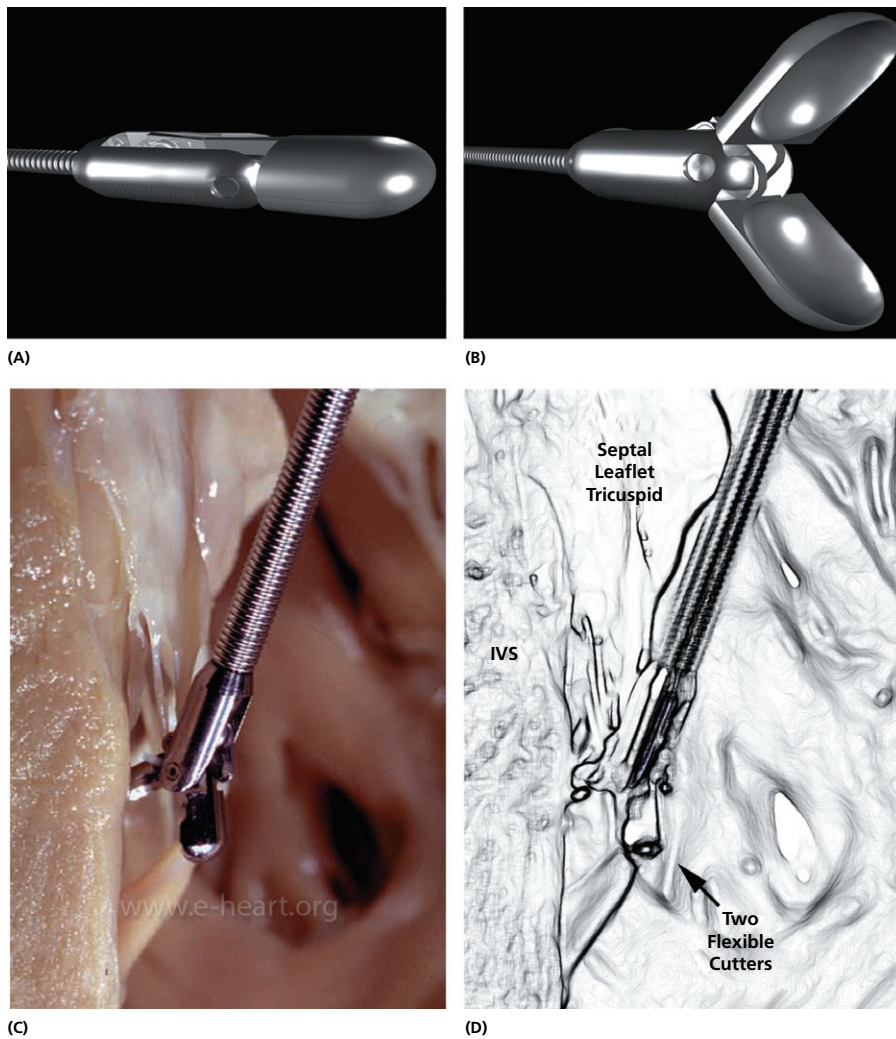 www.e-heart.org
(A)
(B)
Septal
Leaflet
Tricuspid
IVS
www.e-heart.org
Two
Flexible
Cutters
(C)
(D)